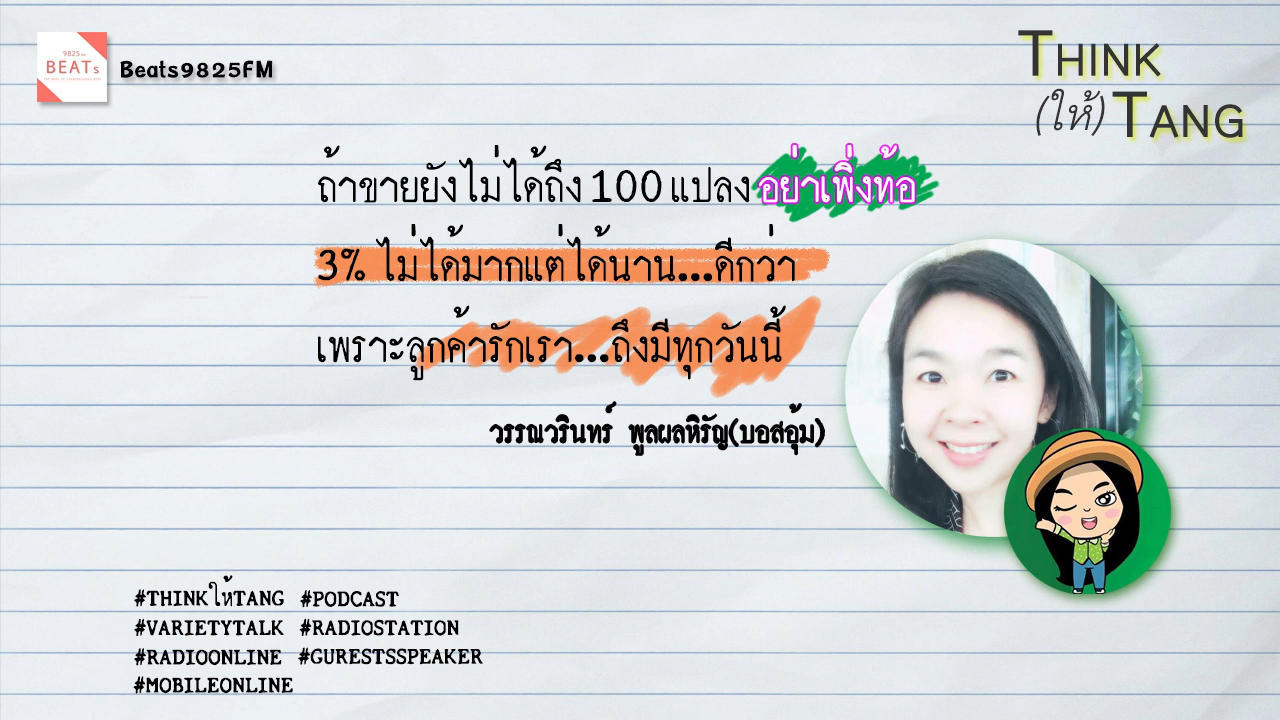 9825 FM
BEATs
Beats9825FM
THINK
(ให้) TANG
ถ้าขายยังไม่ได้ถึง 100 แปลง อย่าเพิ่งท้อ
3% ไม่ได้มากแต่ได้นาน...ดีกว่า
เพราะลูกค้ารักเรา...ถึงมีทุกวันนี้
วรรณวรินทร์ พูลผลหิรัญ(บอสอุ้ม)
#THINKให้TANG #PODCAST
#VARIETYTALK #RADIOSTATION
#RADIOONLINE #GURESTSSPEAKER
#MOBILEONLINE